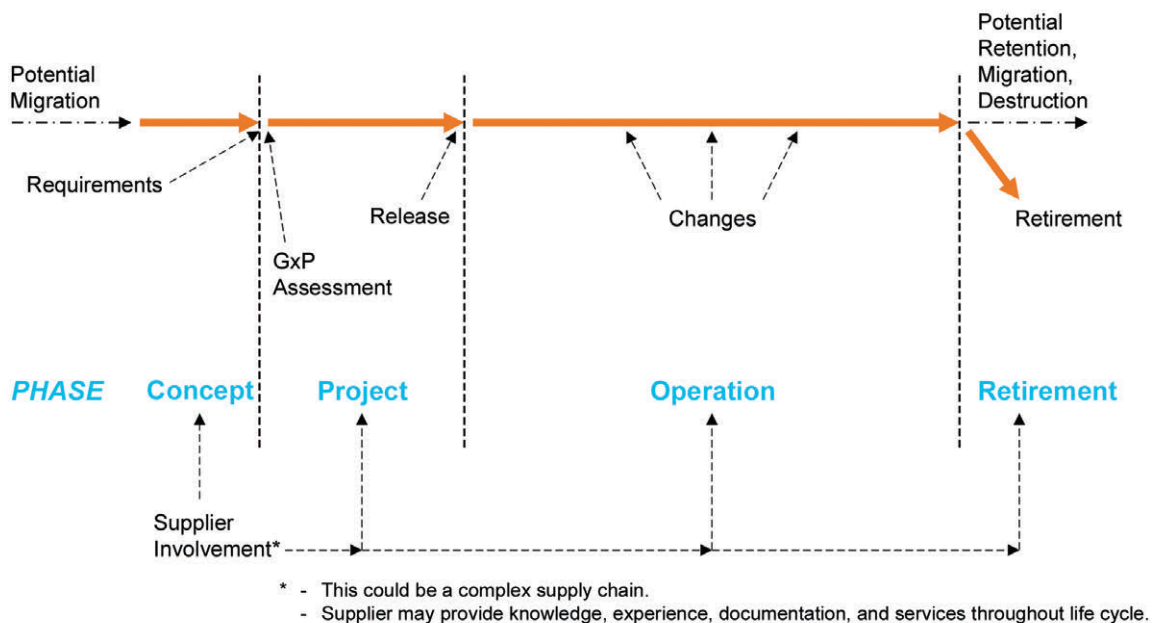 Potential
Migration
Potential
Retention,
Migration,
Destruction
Requirements
GxP
Assessment
Release
Changes
Retirement
PHASE
Concept
Project
Operation
Retirement
Supplier
Involvement*
* - This could be a complex supply chain.
- Supplier may provide knowledge, experience, documentation, and services throughout life cycle.